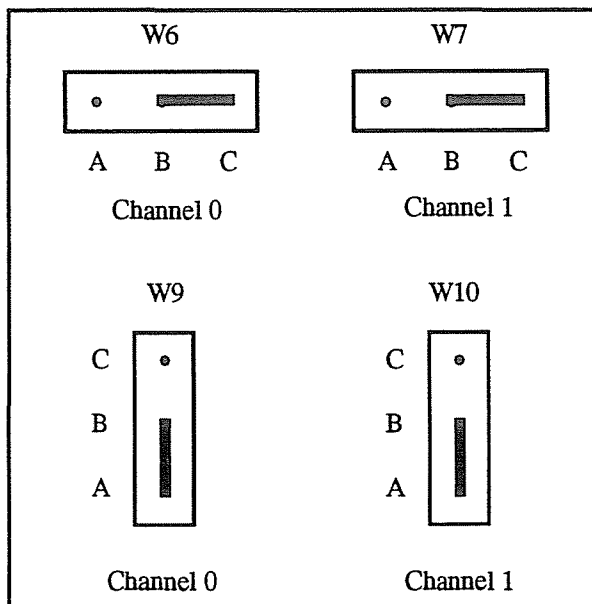 W6 W7
A B C A B C
Channel 0 Channel 1
W9 W10
C C
B B
A A
Channel 0 Channel 1